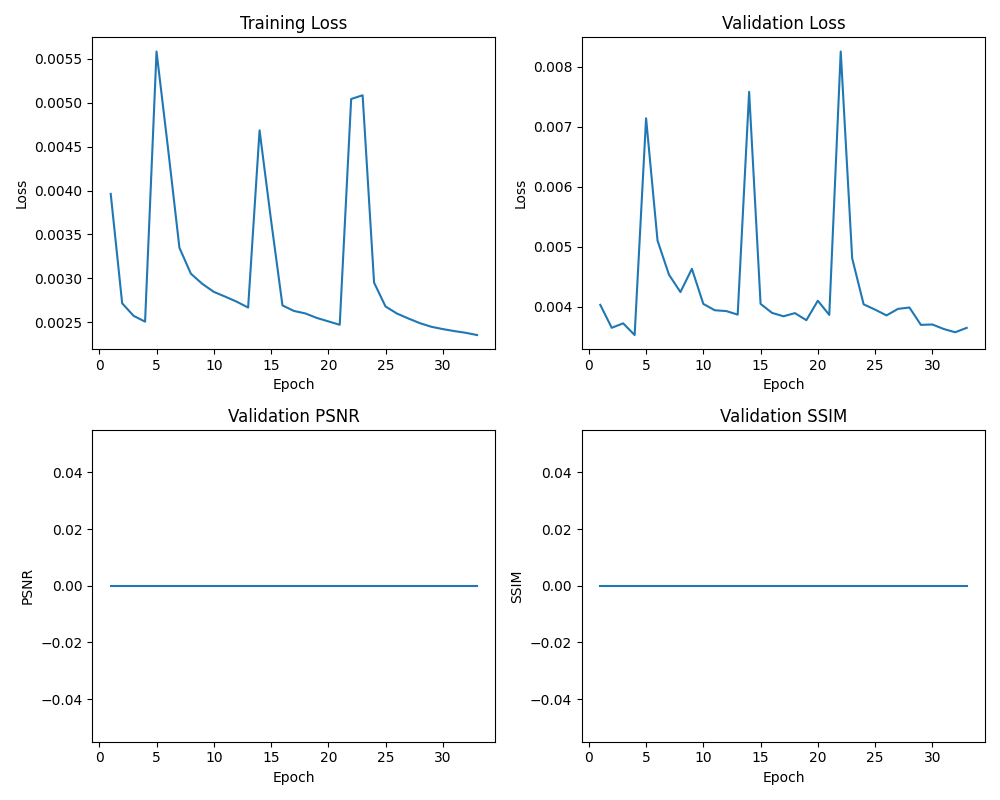 Training Loss
0.0055
0.0050
0.0045
0.0040
0.0035
0.0030
0.0025
Loss
0 5 10 15 20 25 30
Epoch
Validation Loss
0.008
0.007
0.006
0.005
0.004
Loss
0 5 10 15 20 25 30
Epoch
Validation PSNR
0.04
0.02
0.00
−0.02
−0.04
PSNR
0 5 10 15 20 25 30
Epoch
Validation SSIM
0.04
0.02
0.00
−0.02
−0.04
SSIM
0 5 10 15 20 25 30
Epoch